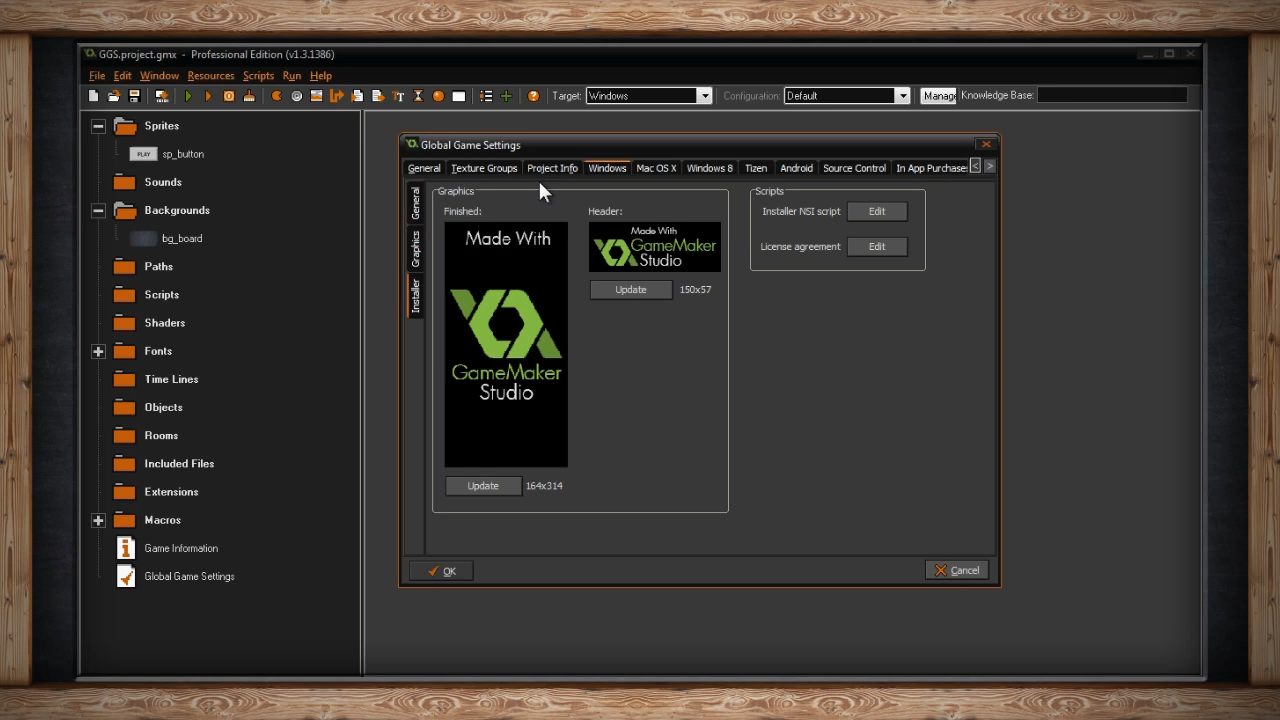 GGS.project.gmx - Professional Edition (v1.3.1386)
File Edit Window Resources Scripts Run Help
Target: Windows Configuration: Default Manage Knowledge Base:
Sprites
PLAY sp_button
Sounds
Backgrounds
bg_board
Paths
Scripts
Shaders
Fonts
Time Lines
Objects
Rooms
Included Files
Extensions
Macros
Game Information
Global Game Settings
Global Game Settings
General Texture Groups Project Info Windows Mac OS X Windows 8 Tizen Android Source Control In App Purchases
General
Graphics
Installer
Graphics
Finished:
Made With
GameMaker
Studio
Update 164x314
Header:
Made With
GameMaker
Studio
Update 150x57
Scripts
Installer NSI script Edit
License agreement Edit
OK Cancel